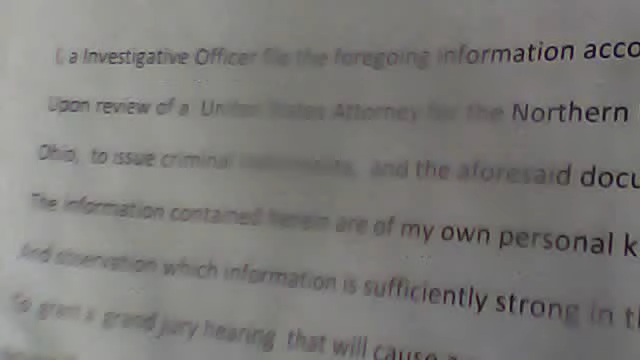 I, a Investigative Officer file the foregoing information acco
Upon review of a United States Attorney for the Northern
Ohio, to issue criminal and the aforesaid docu
The information contained herein are of my own personal k
And observation which information is sufficiently strong in t
To grant a grand jury hearing that will cause